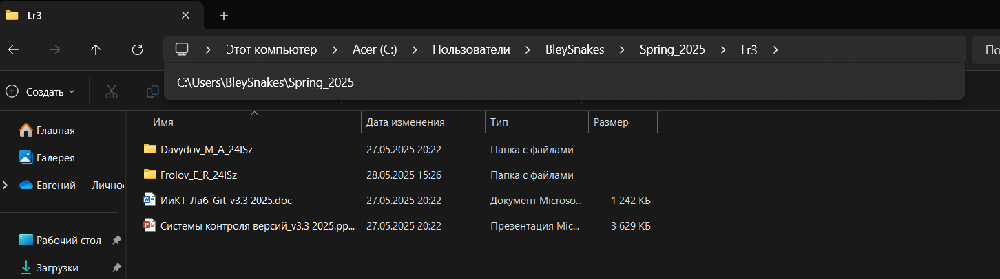 Lr3
Этот компьютер Acer (C:) Пользователи BleySnakes Spring_2025 Lr3 По
C:\Users\BleySnakes\Spring_2025
Создать
Имя Дата изменения Тип Размер
Главная
Галерея
Евгений — Личнос
Рабочий стол
Загрузки
Davydov_M_A_24ISz 27.05.2025 20:22 Папка с файлами
Frolov_E_R_24ISz 28.05.2025 15:26 Папка с файлами
ИиКТ_Лаб_Git_v3.3 2025.doc 27.05.2025 20:22 Документ Microso... 1 242 КБ
Системы контроля версий_v3.3 2025.pp... 27.05.2025 20:22 Презентация Mic... 3 629 КБ